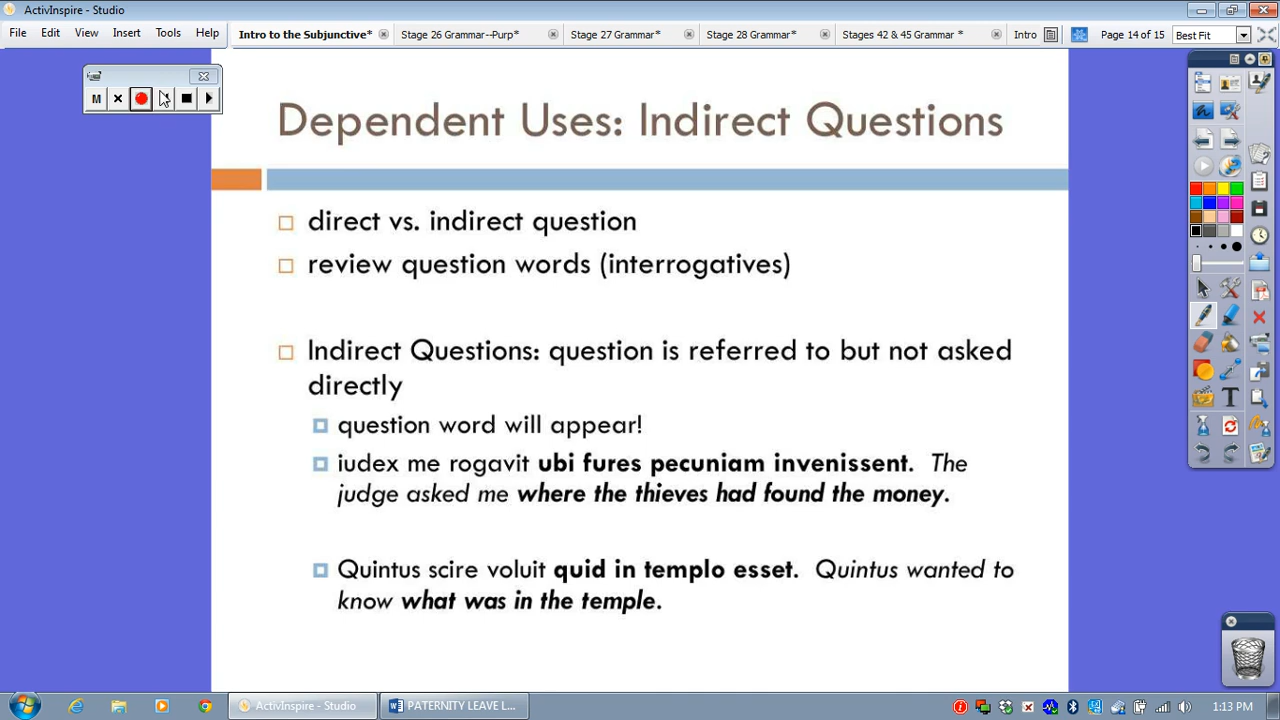 ActivInspire - Studio
File Edit View Insert Tools Help
Intro to the Subjunctive* Stage 26 Grammar--Purp* Stage 27 Grammar* Stage 28 Grammar* Stages 42 & 45 Grammar * Intro Page 14 of 15 Best Fit
M
Dependent Uses: Indirect Questions
direct vs. indirect question
review question words (interrogatives)
Indirect Questions: question is referred to but not asked
directly
question word will appear!
iudex me rogavit ubi fures pecuniam invenissent. The
judge asked me where the thieves had found the money.
Quintus scire voluit quid in templo esset. Quintus wanted to
know what was in the temple.
ActivInspire - Studio PATERNITY LEAVE L... 1:13 PM